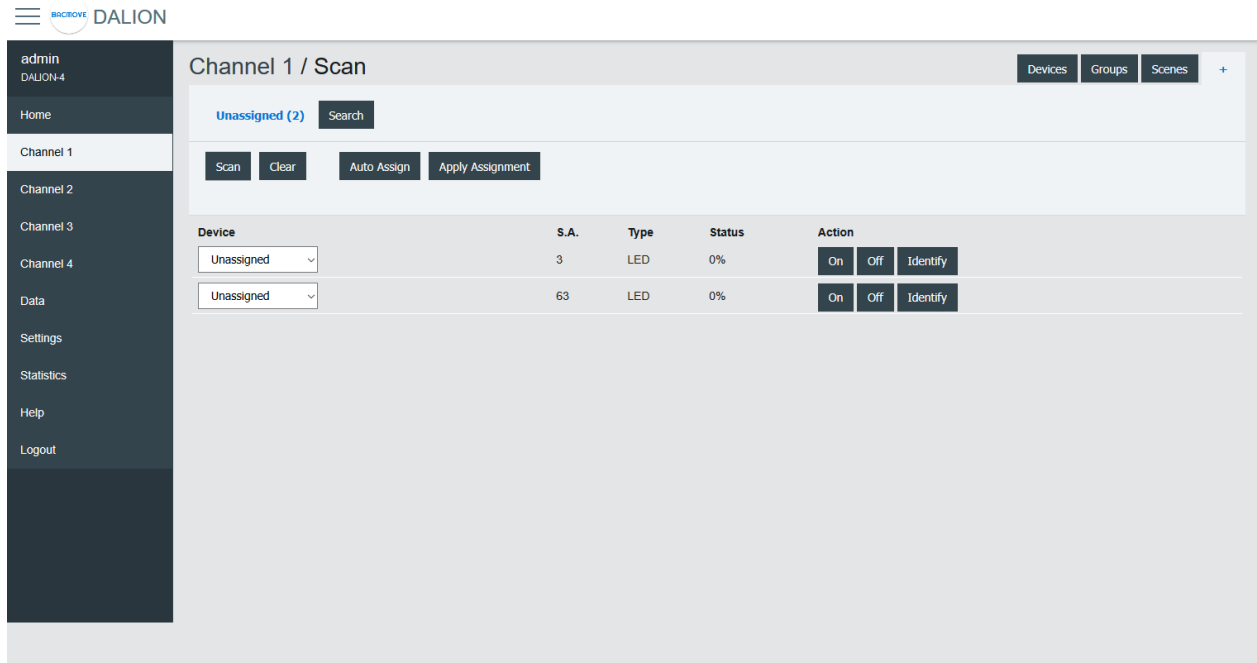 BACMOVE DALION
admin
DALION-4
Home
Channel 1
Channel 2
Channel 3
Channel 4
Data
Settings
Statistics
Help
Logout
Channel 1 / Scan
Devices Groups Scenes +
Unassigned (2) Search
Scan Clear Auto Assign Apply Assignment
Device S.A. Type Status Action
Unassigned 3 LED 0% On Off Identify
Unassigned 63 LED 0% On Off Identify